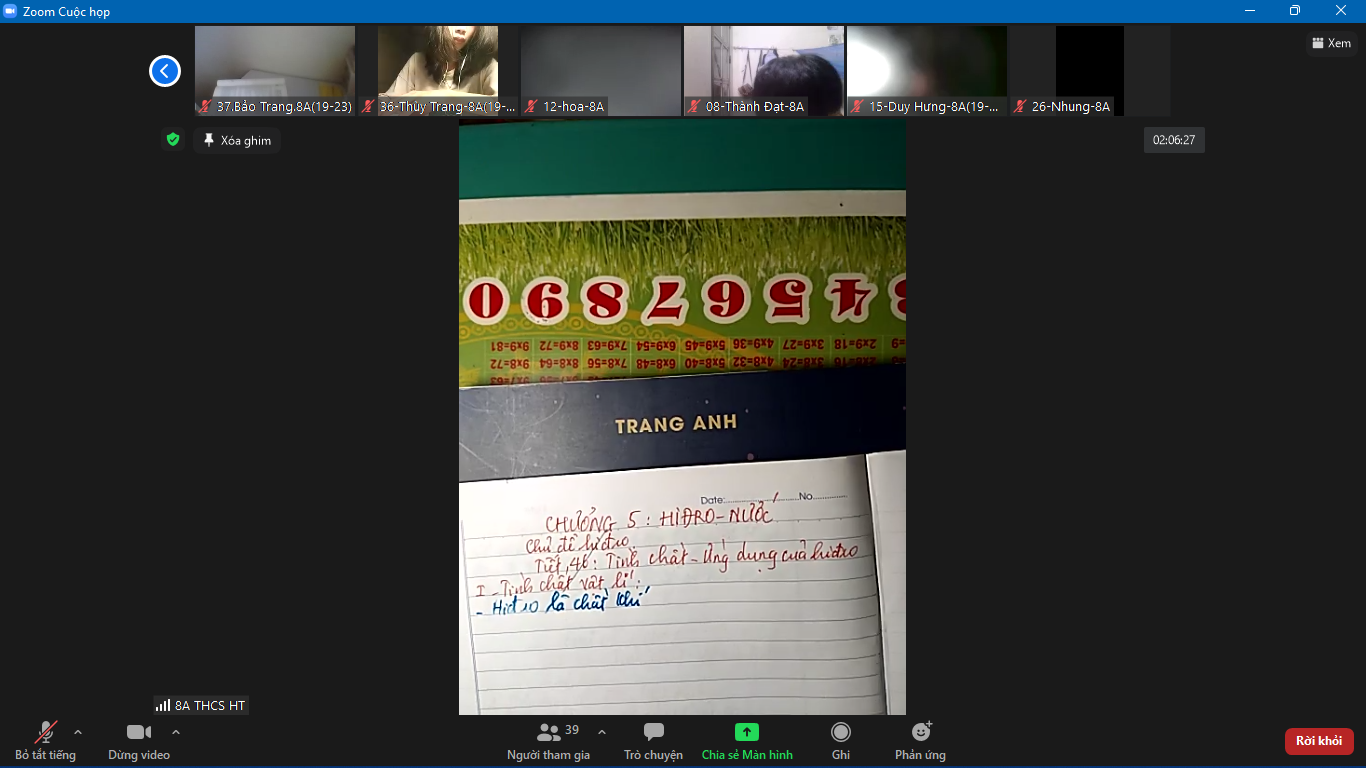 Zoom Cuộc họp
Xem
37.Bảo Trang.8A(19-23)
36-Thùy Trang-8A(19-...
12-hoa-8A
08-Thành Đạt-8A
15-Duy Hưng-8A(19-...
26-Nhung-8A
Xóa ghim
02:06:27
3 4 5 6 7 8 9 0
2x9=18 3x9=27 4x9=36 5x9=45 6x9=54 7x9=63 8x9=72 9x9=81
2x8=16 3x8=24 4x8=32 5x8=40 6x8=48 7x8=56 8x8=64 9x8=72
9x7=63
TRANG ANH
Date: No
CHƯƠNG 5: HIĐRO-NƯỚC
Chủ đề hiđro
Tiết 46: Tính chất - Ứng dụng của hiđro
I - Tính chất vật lí:
- Hiđro là chất khí
8A THCS HT
Bỏ tắt tiếng
Dừng video
39
Người tham gia
Trò chuyện
Chia sẻ Màn hình
Ghi
Phản ứng
Rời khỏi